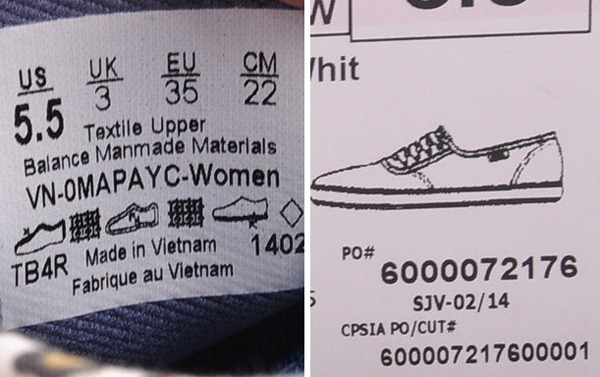 US UK EU CM
5.5 3 35 22
Textile Upper
Balance Manmade Materials
VN-0MAPAYC-Women
TB4R Made in Vietnam 1402
Fabrique au Vietnam
W
Whit
PO#
6000072176
SJV-02/14
CPSIA PO/CUT#
600007217600001